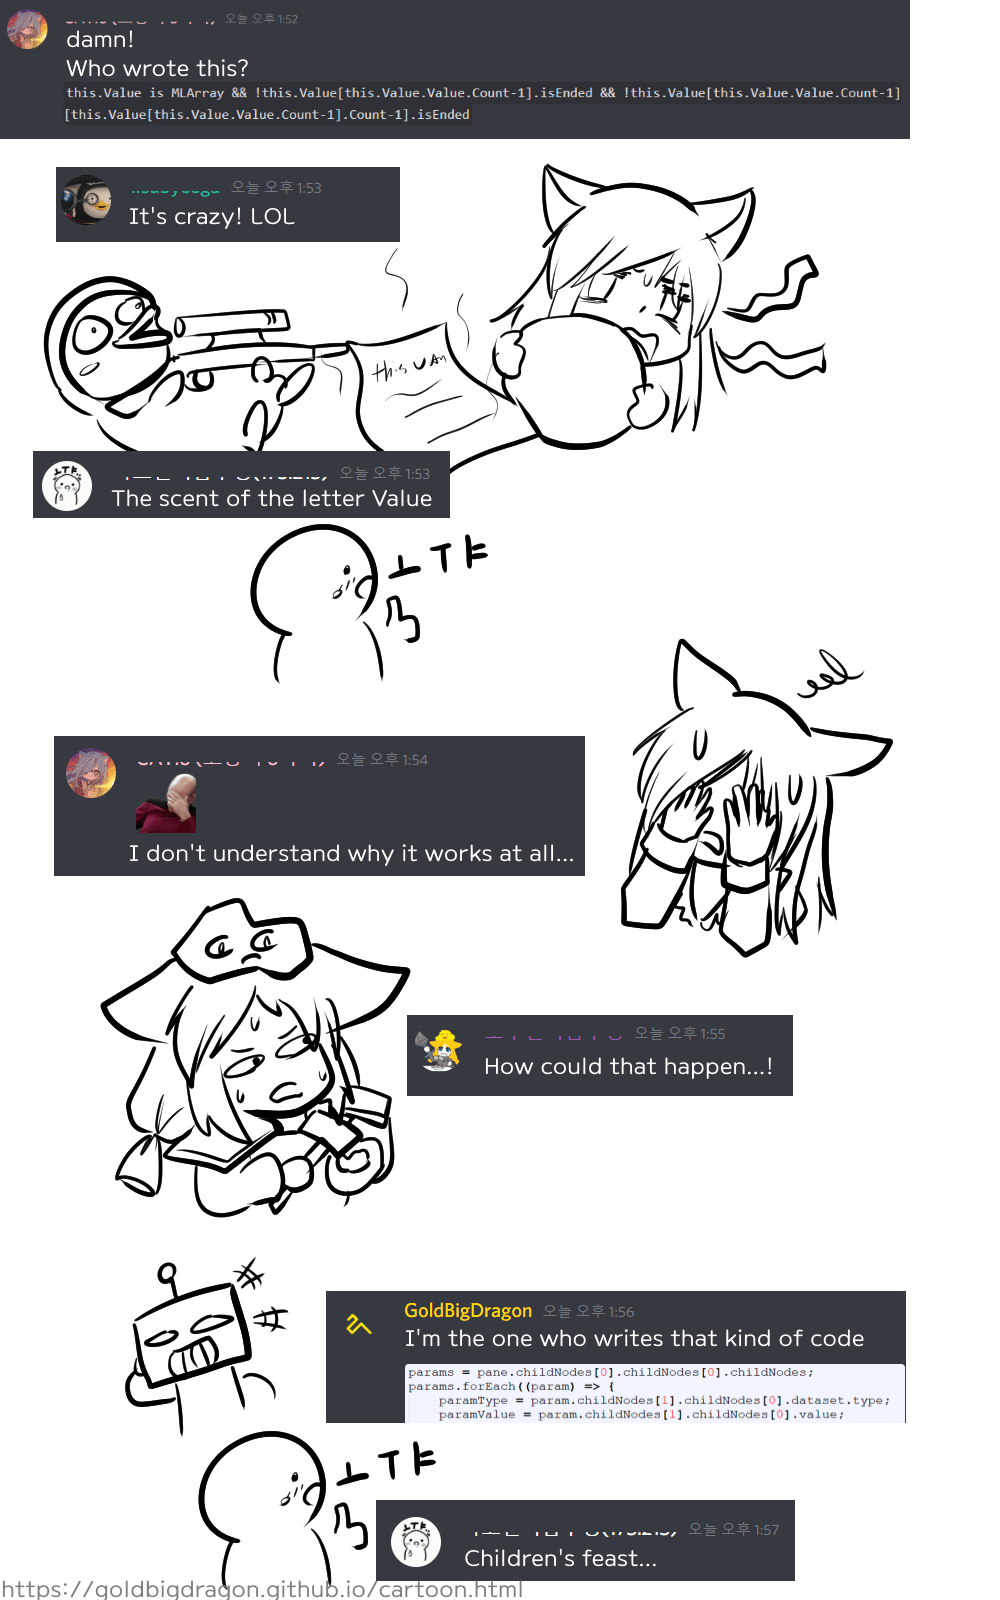 오늘 오후 1:52
damn!
Who wrote this?
this.Value is MLArray && !this.Value[this.Value.Value.Count-1].isEnded && !this.Value[this.Value.Value.Count-1]
[this.Value[this.Value.Value.Count-1].Count-1].isEnded
오늘 오후 1:53
It's crazy! LOL
this
오늘 오후 1:53
The scent of the letter Value
ㅗㅜㅑ
오늘 오후 1:54
I don't understand why it works at all...
오늘 오후 1:55
How could that happen...!
GoldBigDragon 오늘 오후 1:56
I'm the one who writes that kind of code
params = pane.childNodes[0].childNodes[0].childNodes;
params.forEach((param) => {
paramType = param.childNodes[1].childNodes[0].dataset.type;
paramValue = param.childNodes[1].childNodes[0].value;
ㅗㅜㅑ
오늘 오후 1:57
Children's feast...
https://goldbigdragon.github.io/cartoon.html